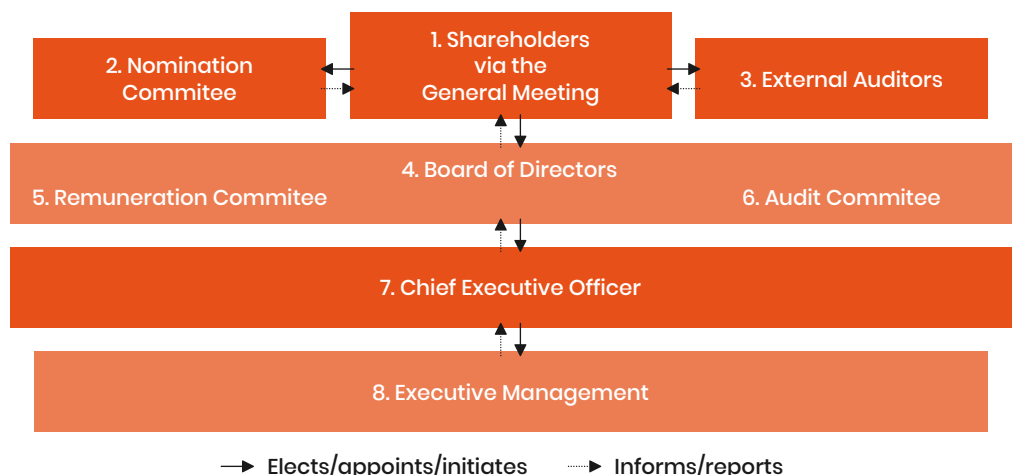 1. Shareholders
via the
General Meeting
2. Nomination
Commitee
3. External Auditors
4. Board of Directors
5. Remuneration Commitee
6. Audit Commitee
7. Chief Executive Officer
8. Executive Management
Elects/appoints/initiates
Informs/reports